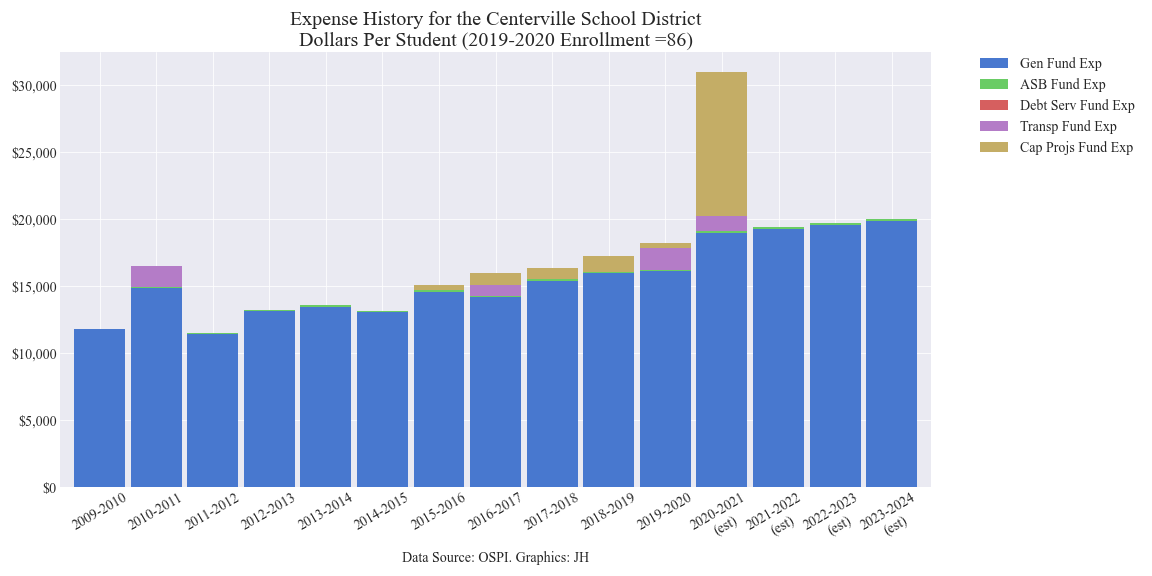 Expense History for the Centerville School District
Dollars Per Student (2019-2020 Enrollment =86)
$30,000
$25,000
$20,000
$15,000
$10,000
$5,000
$0
2009-2010
2010-2011
2011-2012
2012-2013
2013-2014
2014-2015
2015-2016
2016-2017
2017-2018
2018-2019
2019-2020
2020-2021
(est)
2021-2022
(est)
2022-2023
(est)
2023-2024
(est)
Data Source: OSPI. Graphics: JH
Gen Fund Exp
ASB Fund Exp
Debt Serv Fund Exp
Transp Fund Exp
Cap Projs Fund Exp